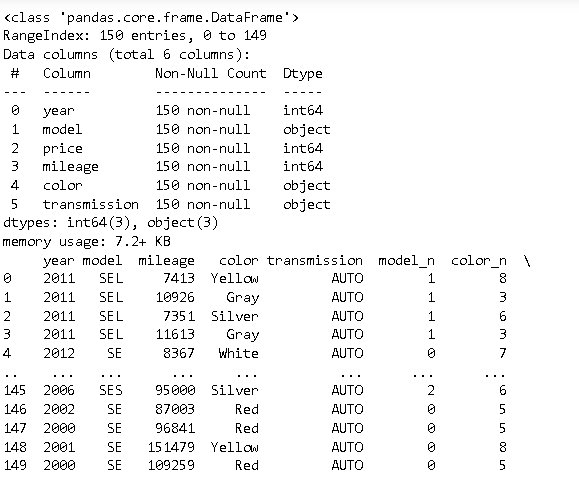 <class 'pandas.core.frame.DataFrame'>
RangeIndex: 150 entries, 0 to 149
Data columns (total 6 columns):
 #   Column        Non-Null Count  Dtype
---  ------        --------------  -----
 0   year          150 non-null    int64
 1   model         150 non-null    object
 2   price         150 non-null    int64
 3   mileage       150 non-null    int64
 4   color         150 non-null    object
 5   transmission  150 non-null    object
dtypes: int64(3), object(3)
memory usage: 7.2+ KB
     year model  mileage   color transmission  model_n  color_n  \
0    2011   SEL     7413  Yellow         AUTO        1        8
1    2011   SEL    10926    Gray         AUTO        1        3
2    2011   SEL     7351  Silver         AUTO        1        6
3    2011   SEL    11613    Gray         AUTO        1        3
4    2012    SE     8367   White         AUTO        0        7
..    ...   ...      ...     ...          ...      ...      ...
145  2006   SES    95000  Silver         AUTO        2        6
146  2002    SE    87003     Red         AUTO        0        5
147  2000    SE    96841     Red         AUTO        0        5
148  2001    SE   151479  Yellow         AUTO        0        8
149  2000    SE   109259     Red         AUTO        0        5